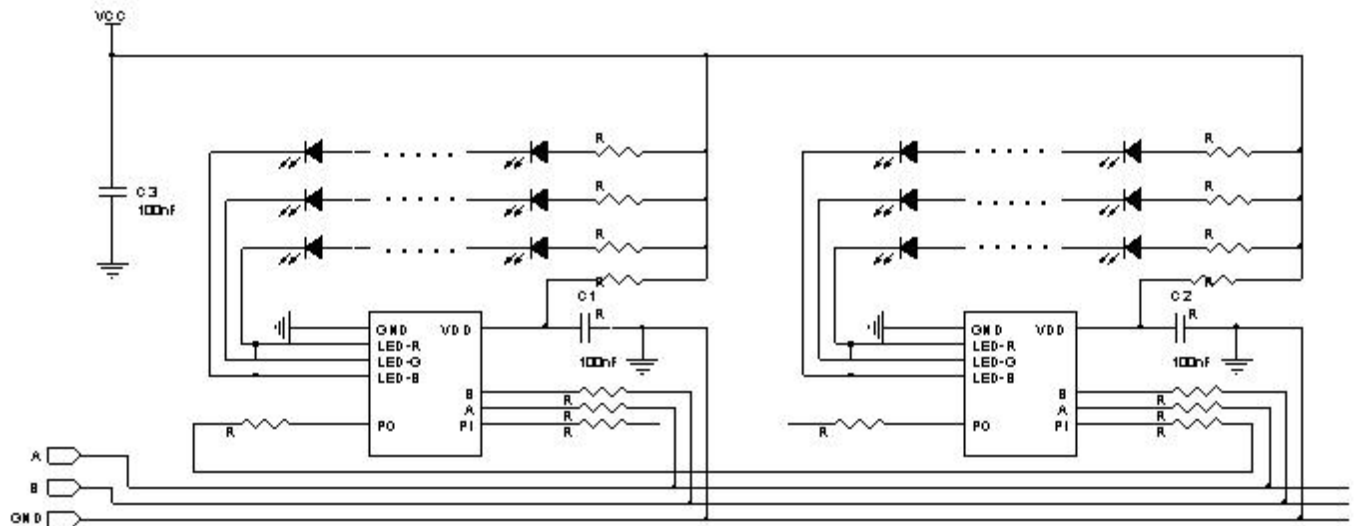 VCC
R R
C3
100nF
R R
R R
R R
C1 C2
R R
GND VDD GND VDD
LED-R LED-R
100nF 100nF
LED-G LED-G
LED-B LED-B
B B
R R
A A
R R
R PO PI R R PO PI R
A
B
GND